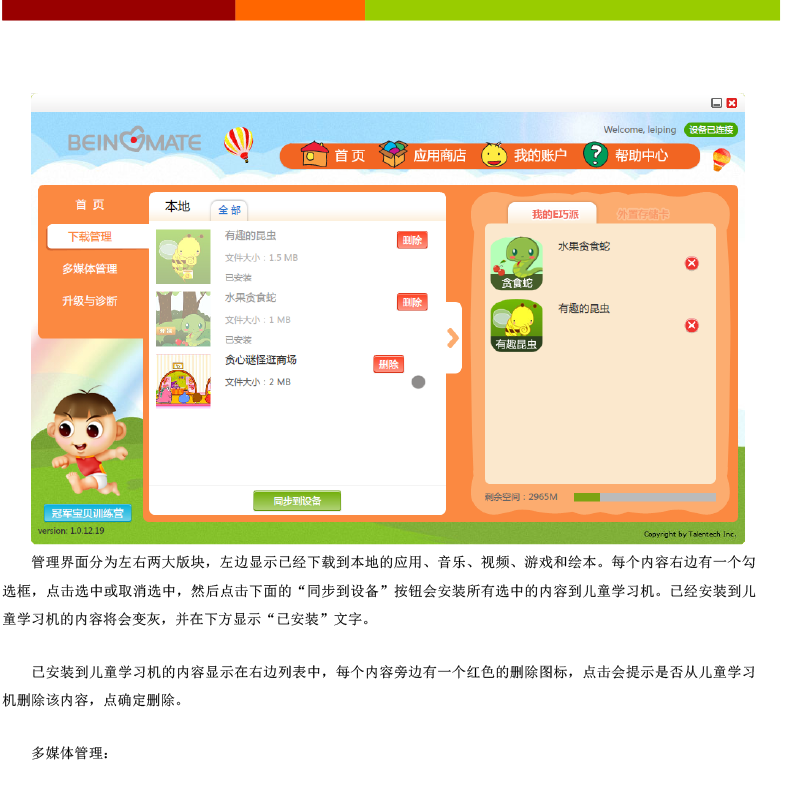 BEINMATE
Welcome, leiping
设备已连接
首 页
应用商店
我的账户
帮助中心
首 页
下载管理
多媒体管理
升级与诊断
本地
全 部
有趣的昆虫
删除
文件大小：1.5 MB
已安装
水果贪食蛇
删除
文件大小：1 MB
已安装
贪心谜怪逛商场
删除
文件大小：2 MB
同步到设备
我的E巧派
外置存储卡
贪食蛇
水果贪食蛇
有趣昆虫
有趣的昆虫
剩余空间：2965M
冠军宝贝训练营
version: 1.0.12.19
Copyright by Talentech Inc.
管理界面分为左右两大版块，左边显示已经下载到本地的应用、音乐、视频、游戏和绘本。每个内容右边有一个勾
选框，点击选中或取消选中，然后点击下面的“同步到设备”按钮会安装所有选中的内容到儿童学习机。已经安装到儿
童学习机的内容将会变灰，并在下方显示“已安装”文字。
已安装到儿童学习机的内容显示在右边列表中，每个内容旁边有一个红色的删除图标，点击会提示是否从儿童学习
机删除该内容，点确定删除。
多媒体管理：